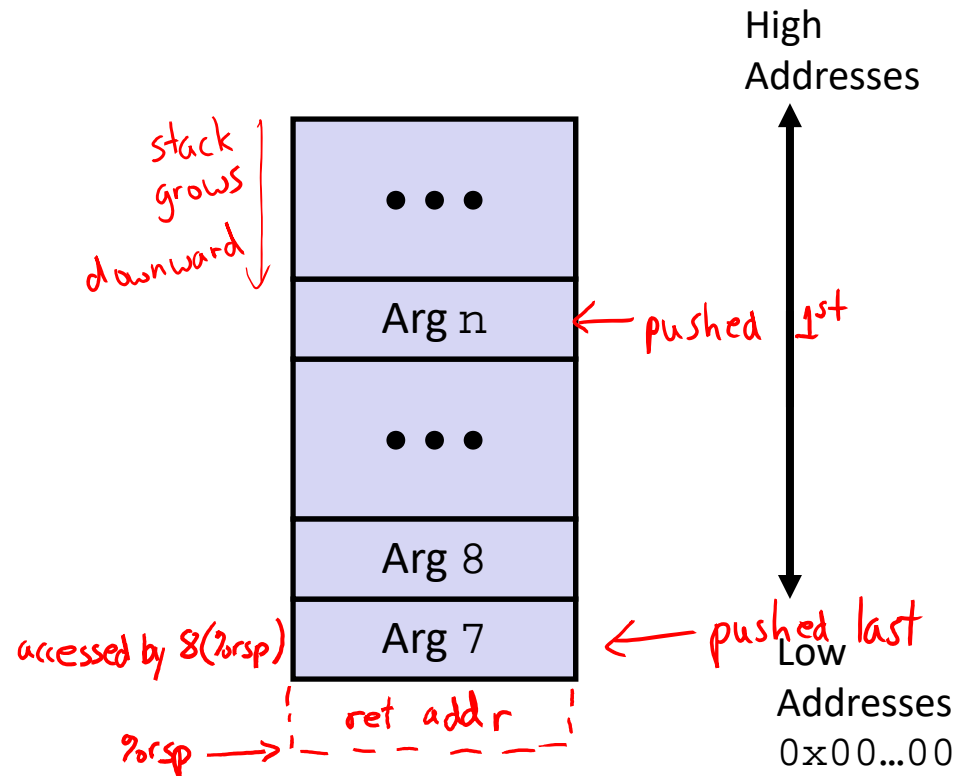 High
Addresses
stack
grows
downward
•••
Arg n
pushed 1st
•••
Arg 8
accessed by 8(%rsp)
Arg 7
pushed last
Low
Addresses
0x00…00
ret addr
%rsp